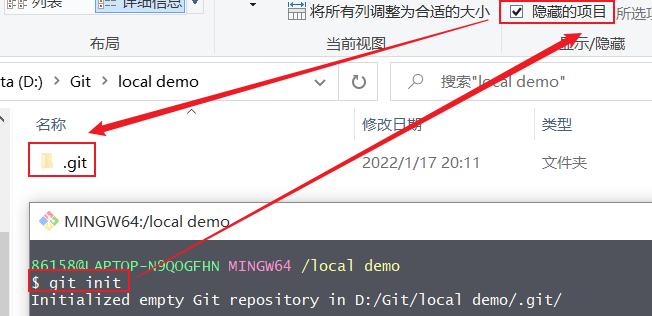 列表
详细信息
将所有列调整为合适的大小
隐藏的项目
所选项
布局
当前视图
显示/隐藏
ta (D:) > Git > local demo
搜索"local demo"
名称
修改日期
类型
.git
2022/1/17 20:11
文件夹
MINGW64:/local demo
86158@LAPTOP-N9QOGFHN MINGW64 /local demo
$ git init
Initialized empty Git repository in D:/Git/local demo/.git/